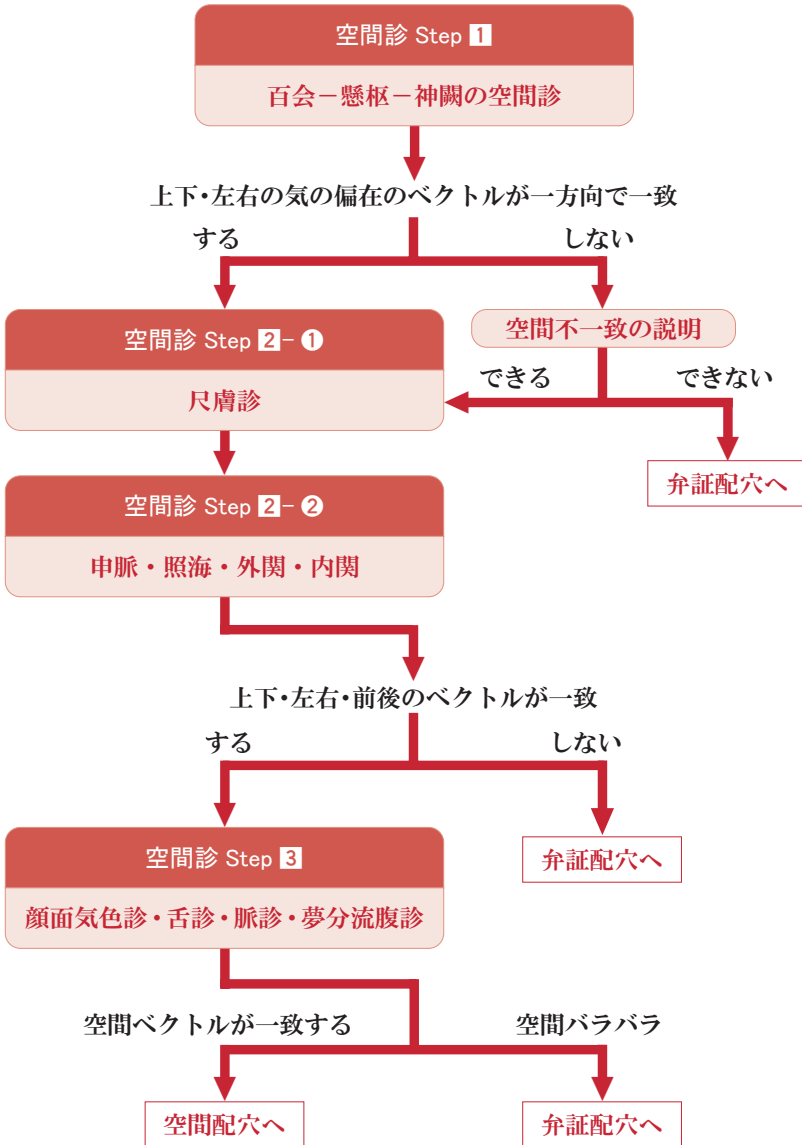 空間診 Step 1
百会－懸枢－神闕の空間診
上下・左右の気の偏在のベクトルが一方向で一致
する
しない
空間診 Step 2-❶
空間不一致の説明
尺膚診
できる
できない
弁証配穴へ
空間診 Step 2-❷
申脈・照海・外関・内関
上下・左右・前後のベクトルが一致
する
しない
空間診 Step 3
弁証配穴へ
顔面気色診・舌診・脈診・夢分流腹診
空間ベクトルが一致する
空間バラバラ
空間配穴へ
弁証配穴へ